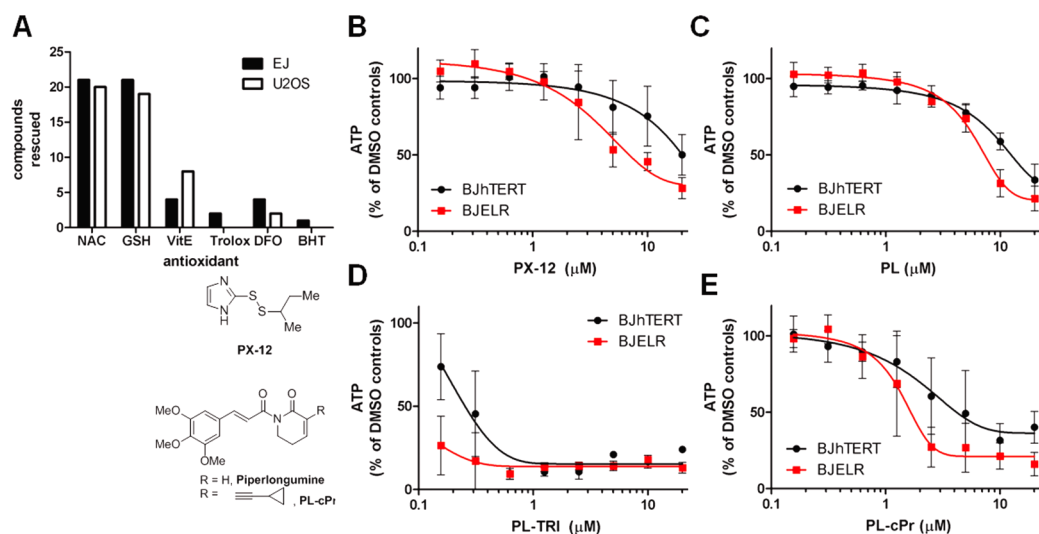 A
compounds rescued
25
20
15
10
5
0
EJ
U2OS
NAC GSH VitE Trolox DFO BHT
antioxidant
N
N
H
S
S
Me
Me
PX-12
MeO
MeO
OMe
O
O
N
R
R = H, Piperlongumine
R = , PL-cPr
B
ATP
(% of DMSO controls)
100
50
0
BJhTERT
BJELR
0.1 1 10
PX-12 (µM)
C
ATP
(% of DMSO controls)
100
50
0
BJhTERT
BJELR
0.1 1 10
PL (µM)
D
ATP
(% of DMSO controls)
100
50
0
BJhTERT
BJELR
0.1 1 10
PL-TRI (µM)
E
ATP
(% of DMSO controls)
100
50
0
BJhTERT
BJELR
0.1 1 10
PL-cPr (µM)